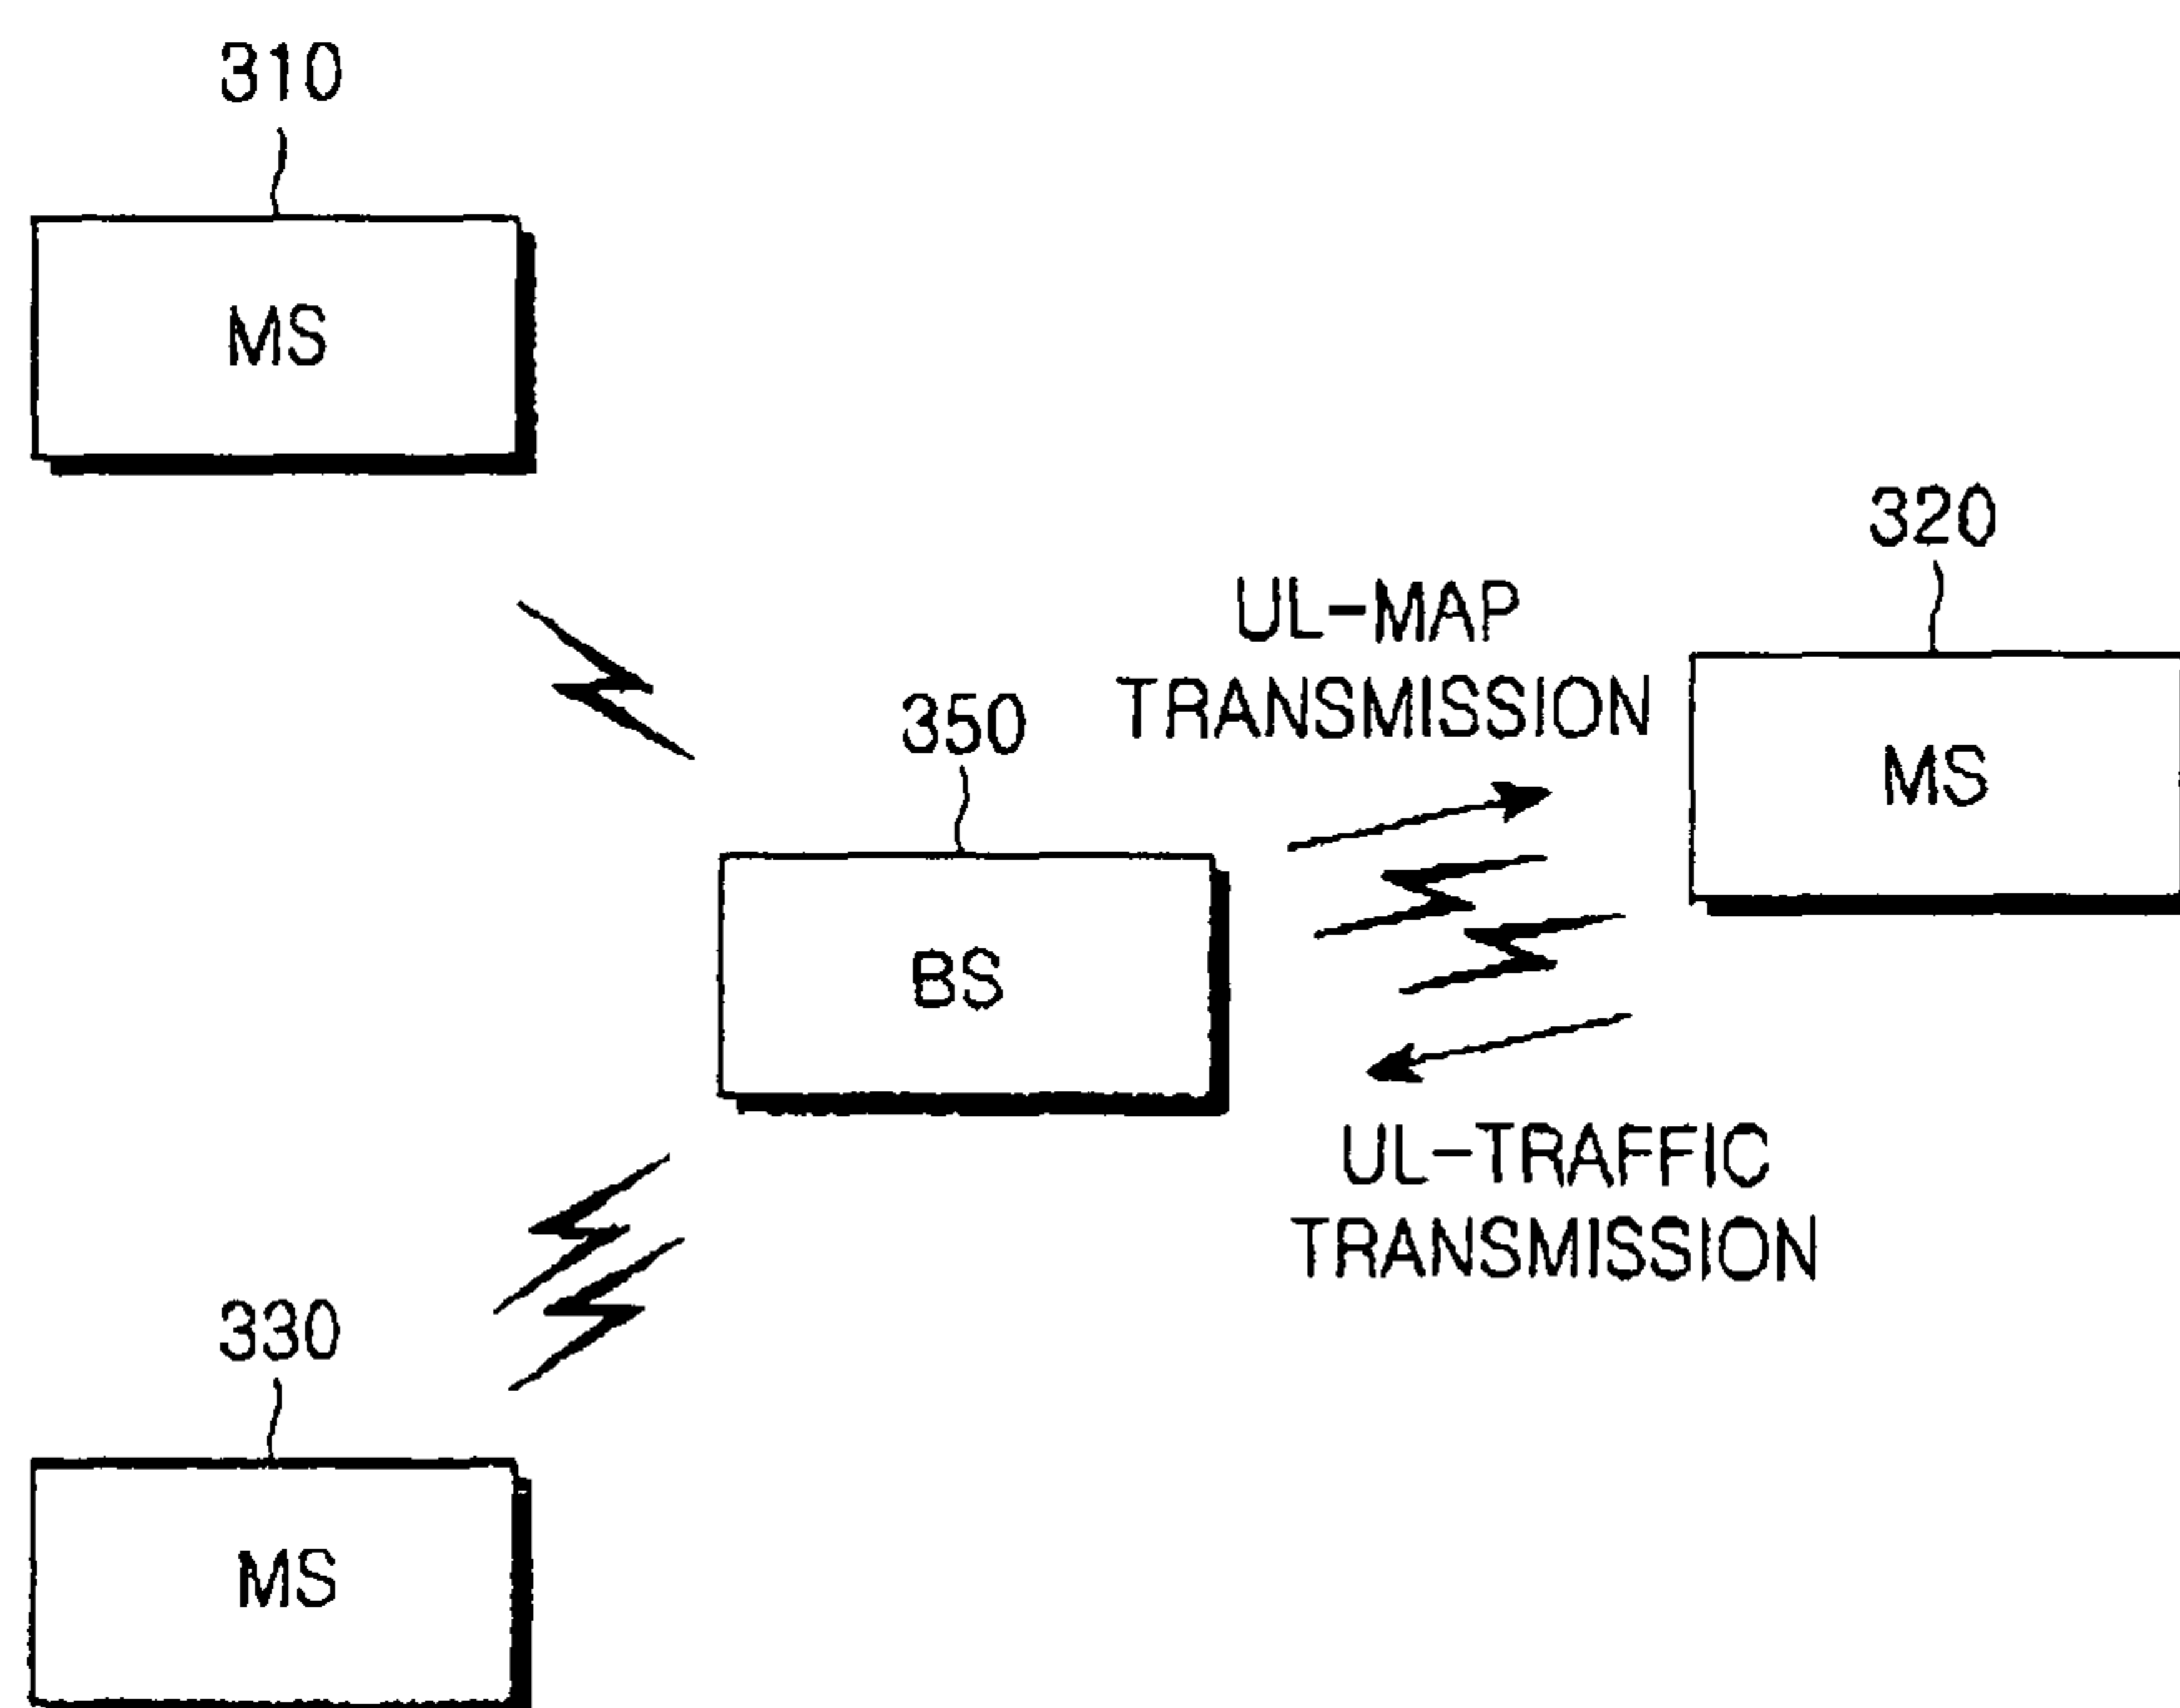 310
MS
320
UL-MAP
TRANSMISSION
350
MS
BS
UL-TRAFFIC
TRANSMISSION
330
MS